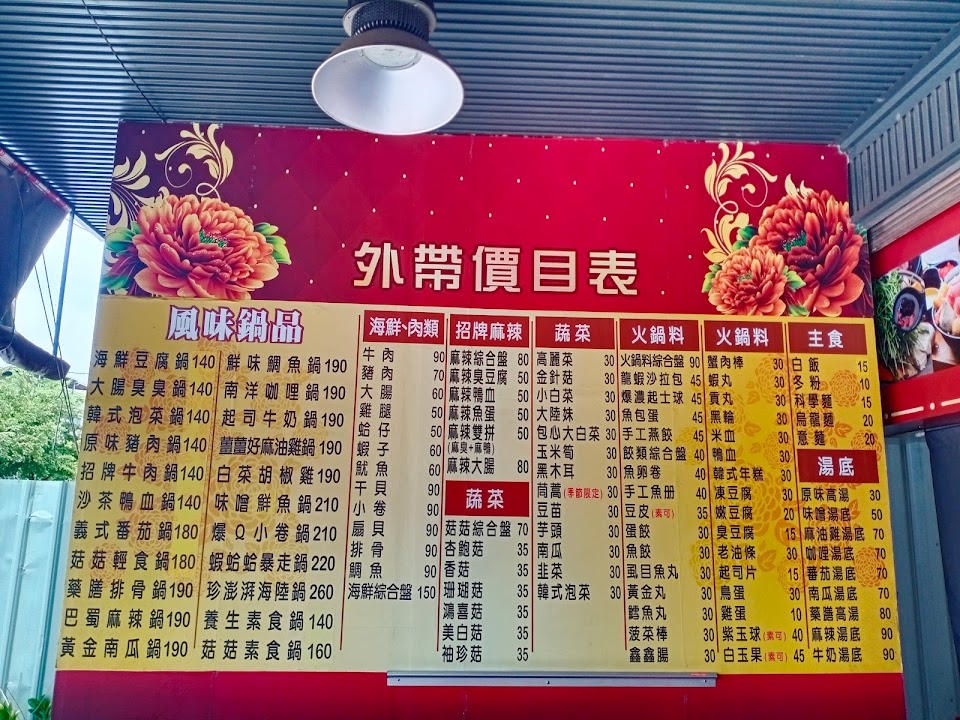 外帶價目表
風味鍋品
海鮮豆腐鍋140
大腸臭臭鍋140
韓式泡菜鍋140
原味豬肉鍋140
招牌牛肉鍋140
沙茶鴨血鍋140
義式番茄鍋180
菇菇輕食鍋180
藥膳排骨鍋190
巴蜀麻辣鍋190
黃金南瓜鍋190
鮮味鯛魚鍋190
南洋咖哩鍋190
起司牛奶鍋190
薑薑好麻油雞鍋190
白菜胡椒雞190
味噌鮮魚鍋210
爆Q小卷鍋210
蝦蛤蛤暴走鍋220
珍澎湃海陸鍋260
養生素食鍋140
菇菇素食鍋160
海鮮、肉類
牛肉 90
豬肉 70
大腸 60
雞腿 50
蛤仔 50
蝦子 60
魷魚 60
干貝 90
小卷 90
扇貝 90
排骨 90
鯛魚 90
海鮮綜合盤 150
招牌麻辣
麻辣綜合盤 80
麻辣臭豆腐 50
麻辣鴨血 50
麻辣魚蛋 50
麻辣雙拼 50
(麻臭+麻鴨)
麻辣大腸 80
蔬菜
菇菇綜合盤 70
杏鮑菇 35
香菇 35
珊瑚菇 35
鴻喜菇 35
美白菇 35
袖珍菇 35
蔬菜
高麗菜 30
金針菇 30
小白菜 30
大陸妹 30
包心大白菜 30
玉米筍 30
黑木耳 30
茼蒿(季節限定) 30
豆苗 30
芋頭 30
南瓜 30
韭菜 30
韓式泡菜 30
火鍋料
火鍋料綜合盤 90
龍蝦沙拉包 45
爆濃起士球 45
魚包蛋 45
手工燕餃 45
餃類綜合盤 40
魚卵卷 40
手工魚册 40
豆皮(素可) 35
蛋餃 30
魚餃 30
虱目魚丸 30
黃金丸 30
鱈魚丸 30
菠菜棒 30
鑫鑫腸 30
火鍋料
蟹肉棒 30
蝦丸 30
貢丸 30
黑輪 30
米血 30
鴨血 30
韓式年糕 30
凍豆腐 30
嫩豆腐 20
臭豆腐 30
老油條 30
起司片 15
鳥蛋 30
雞蛋 10
紫玉球(素可) 40
白玉果(素可) 45
主食
白飯 15
冬粉 10
科學麵 15
烏龍麵 20
意麵 20
湯底
原味高湯 30
味噌湯底 50
麻油雞湯底 70
咖哩湯底 70
番茄湯底 70
南瓜湯底 70
藥膳高湯 80
麻辣湯底 90
牛奶湯底 90